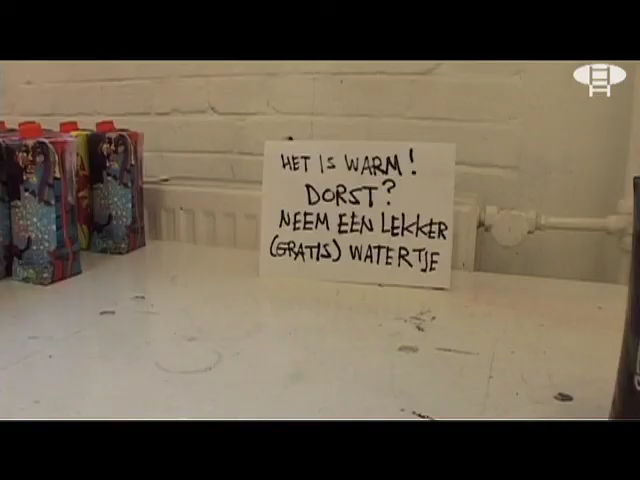 HET IS WARM!
DORST?
NEEM EEN LEKKER
(GRATIS) WATERTJE